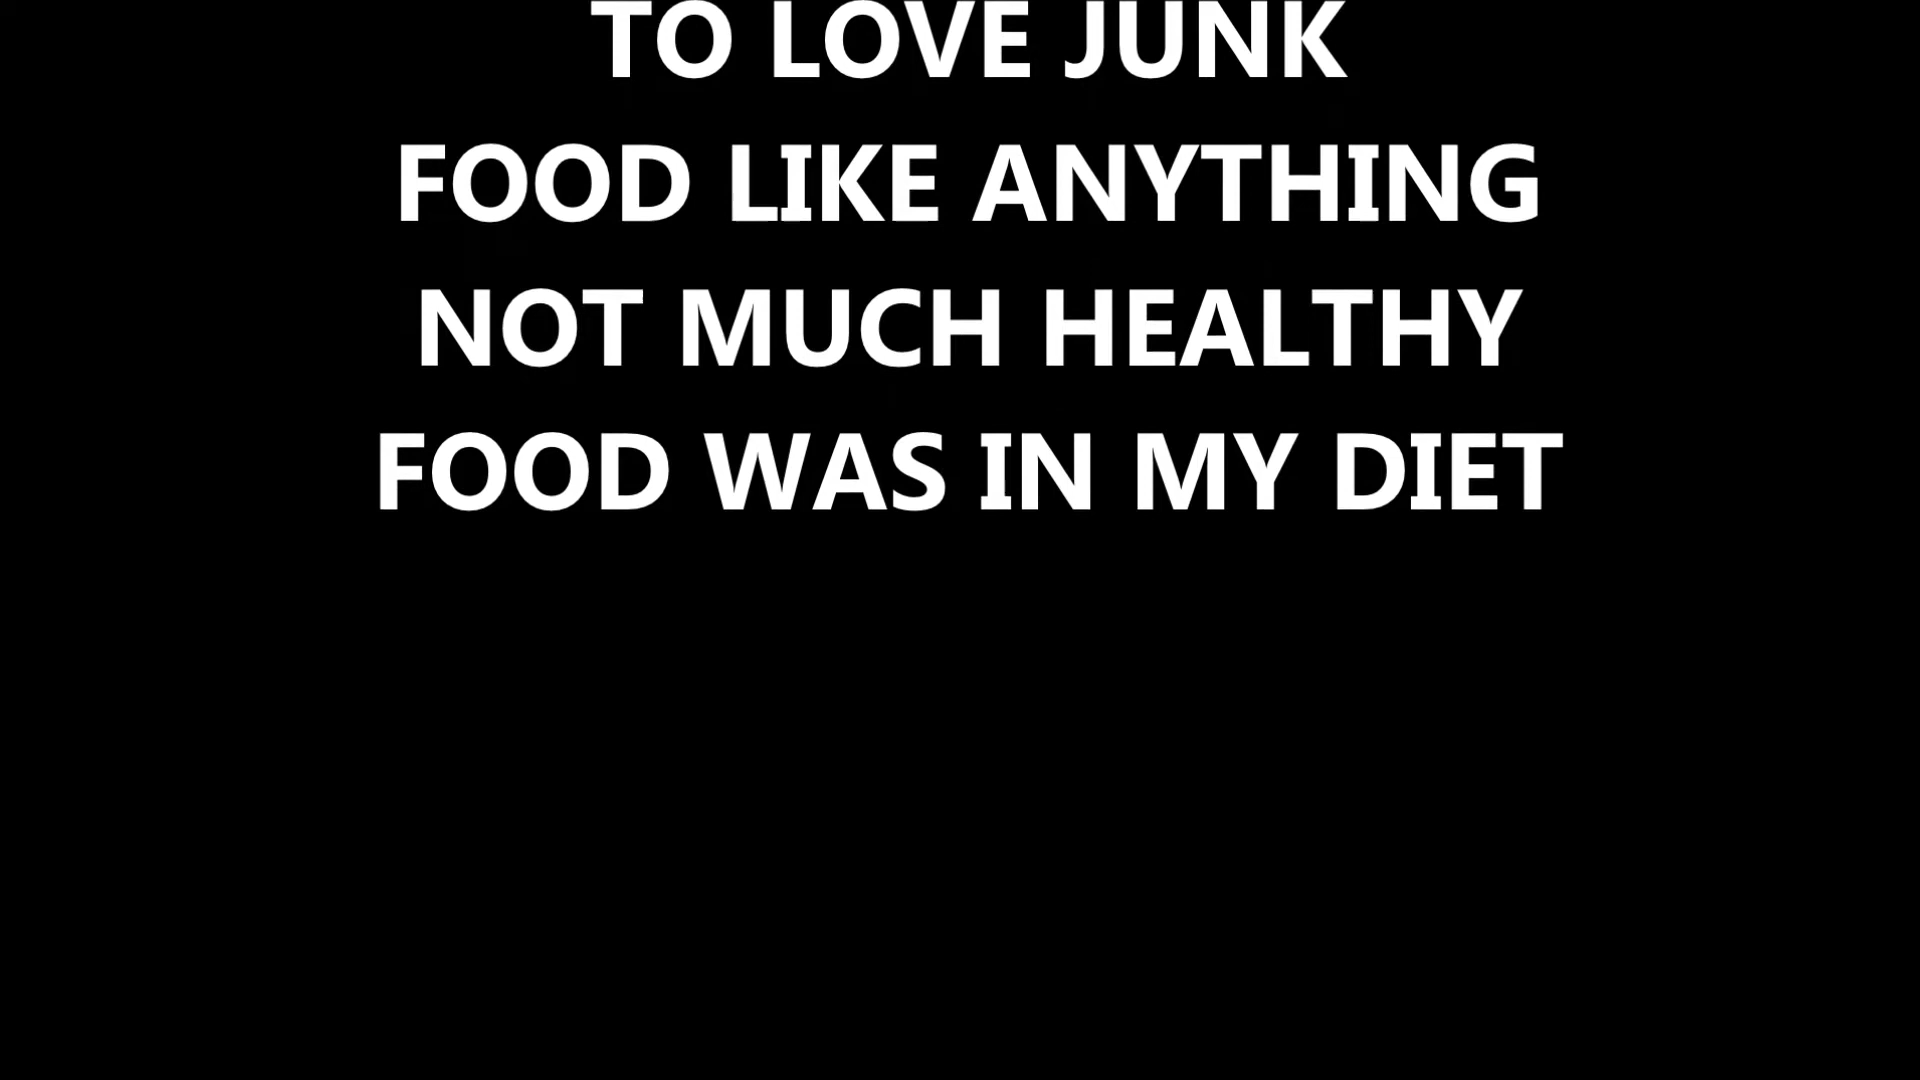 TO LOVE JUNK
FOOD LIKE ANYTHING
NOT MUCH HEALTHY
FOOD WAS IN MY DIET